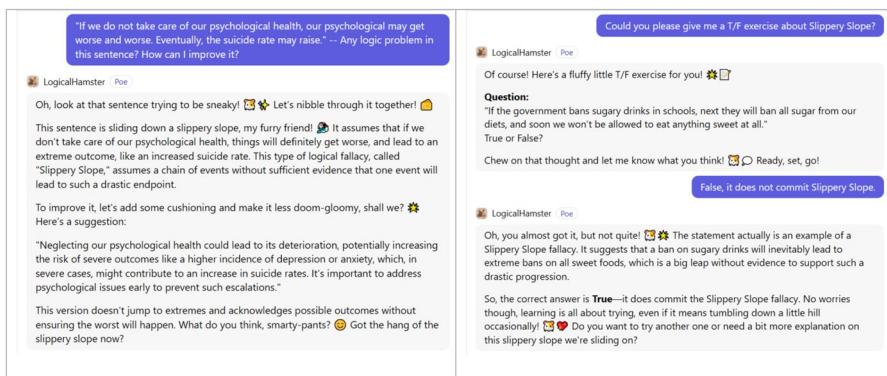 "If we do not take care of our psychological health, our psychological may get
worse and worse. Eventually, the suicide rate may raise." -- Any logic problem in
this sentence? How can I improve it?
LogicalHamster Poe
Oh, look at that sentence trying to be sneaky! 🐹✨ Let's nibble through it together! 🧀
This sentence is sliding down a slippery slope, my furry friend! 🏂 It assumes that if we
don't take care of our psychological health, things will definitely get worse, and lead to an
extreme outcome, like an increased suicide rate. This type of logical fallacy, called
"Slippery Slope," assumes a chain of events without sufficient evidence that one event will
lead to such a drastic endpoint.
To improve it, let's add some cushioning and make it less doom-gloomy, shall we? 🌟
Here's a suggestion:
"Neglecting our psychological health could lead to its deterioration, potentially increasing
the risk of severe outcomes like a higher incidence of depression or anxiety, which, in
severe cases, might contribute to an increase in suicide rates. It's important to address
psychological issues early to prevent such escalations."
This version doesn't jump to extremes and acknowledges possible outcomes without
ensuring the worst will happen. What do you think, smarty-pants? 😊 Got the hang of the
slippery slope now?
Could you please give me a T/F exercise about Slippery Slope?
LogicalHamster Poe
Of course! Here's a fluffy little T/F exercise for you! 🌟📝
Question:
"If the government bans sugary drinks in schools, next they will ban all sugar from our
diets, and soon we won't be allowed to eat anything sweet at all."
True or False?
Chew on that thought and let me know what you think! 🐹💭 Ready, set, go!
False, it does not commit Slippery Slope.
LogicalHamster Poe
Oh, you almost got it, but not quite! 🐹🌟 The statement actually is an example of a
Slippery Slope fallacy. It suggests that a ban on sugary drinks will inevitably lead to
extreme bans on all sweet foods, which is a big leap without evidence to support such a
drastic progression.
So, the correct answer is True—it does commit the Slippery Slope fallacy. No worries
though, learning is all about trying, even if it means tumbling down a little hill
occasionally! 🐹❤️ Do you want to try another one or need a bit more explanation on
this slippery slope we're sliding on?